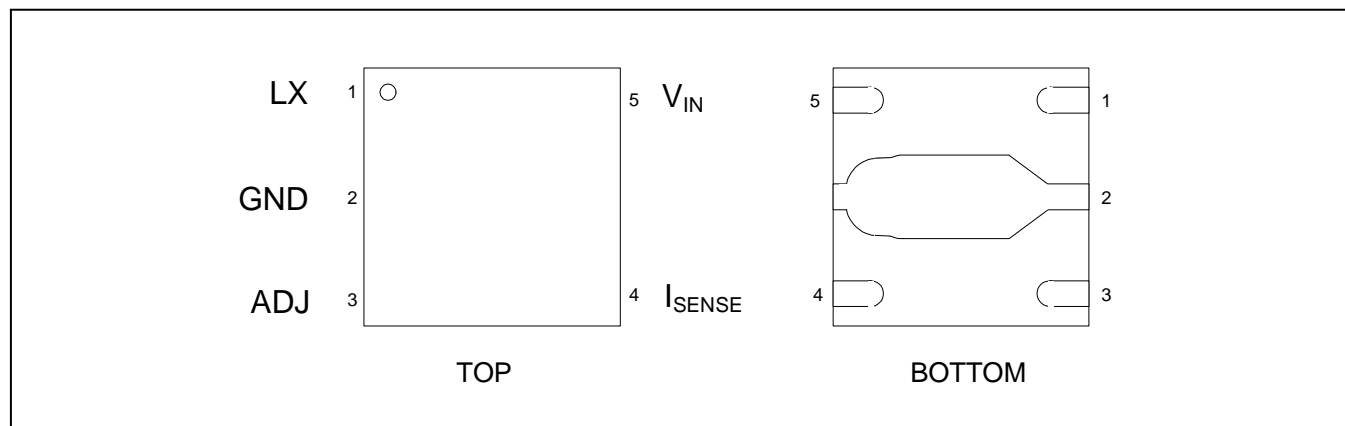 LX 1 5 VIN 5 1
GND 2 2
ADJ 3 4 ISENSE 4 3
TOP BOTTOM